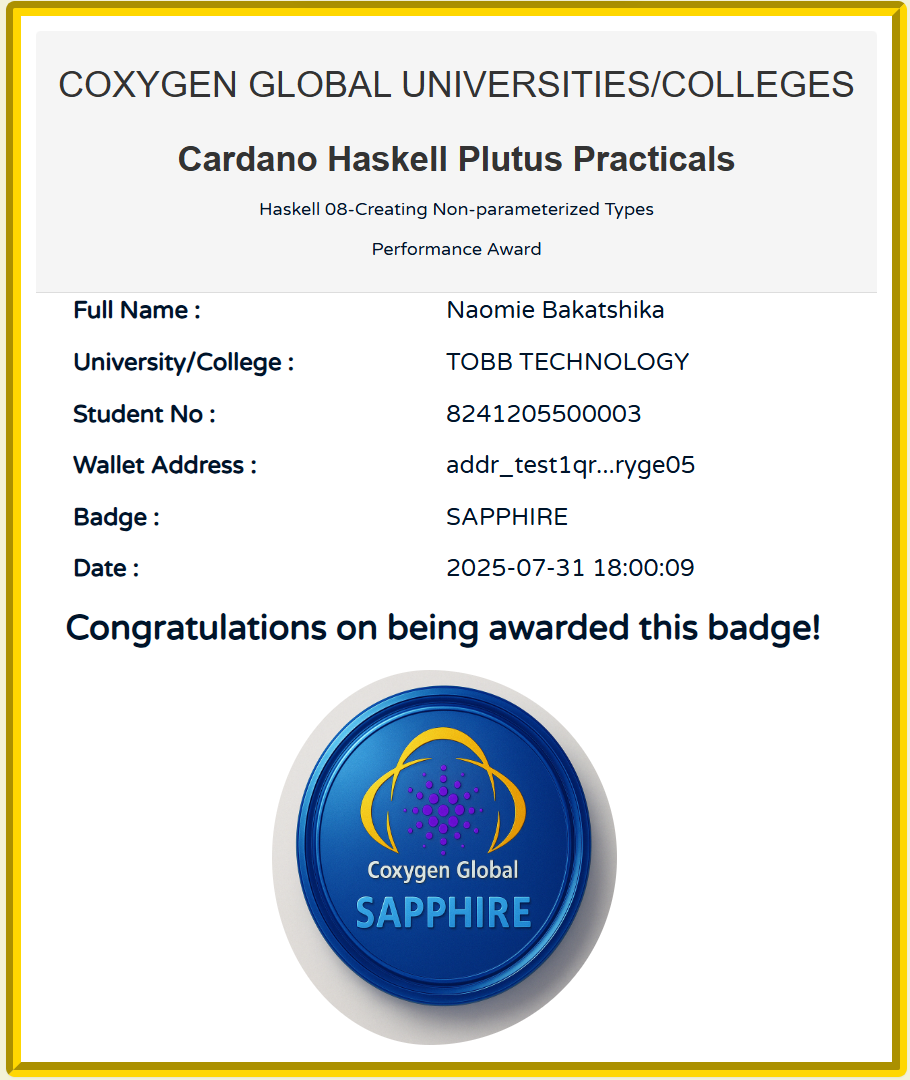 COXYGEN GLOBAL UNIVERSITIES/COLLEGES
Cardano Haskell Plutus Practicals
Haskell 08-Creating Non-parameterized Types
Performance Award
Full Name : Naomie Bakatshika
University/College : TOBB TECHNOLOGY
Student No : 8241205500003
Wallet Address : addr_test1qr...ryge05
Badge : SAPPHIRE
Date : 2025-07-31 18:00:09
Congratulations on being awarded this badge!
Coxygen Global
SAPPHIRE